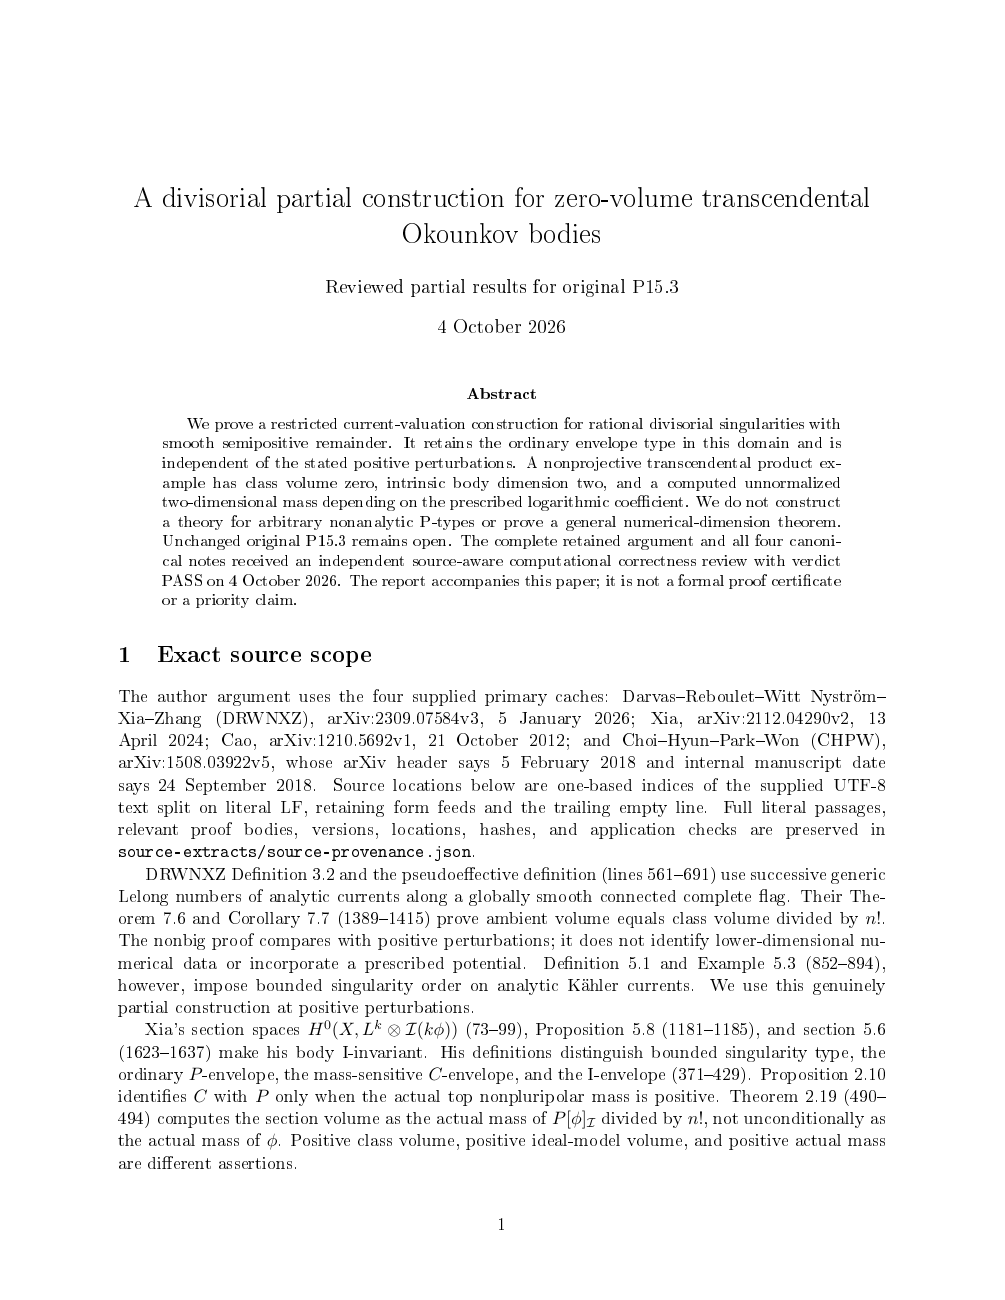 A divisorial partial construction for zero-volume transcendental
Okounkov bodies
Reviewed partial results for original P15.3
4 October 2026
Abstract
We prove a restricted current-valuation construction for rational divisorial singularities with
smooth semipositive remainder. It retains the ordinary envelope type in this domain and is
independent of the stated positive perturbations. A nonprojective transcendental product ex-
ample has class volume zero, intrinsic body dimension two, and a computed unnormalized
two-dimensional mass depending on the prescribed logarithmic coefficient. We do not construct
a theory for arbitrary nonanalytic P-types or prove a general numerical-dimension theorem.
Unchanged original P15.3 remains open. The complete retained argument and all four canoni-
cal notes received an independent source-aware computational correctness review with verdict
PASS on 4 October 2026. The report accompanies this paper; it is not a formal proof certificate
or a priority claim.
1 Exact source scope
The author argument uses the four supplied primary caches: Darvas–Reboulet–Witt Nyström–
Xia–Zhang (DRWNXZ), arXiv:2309.07584v3, 5 January 2026; Xia, arXiv:2112.04290v2, 13
April 2024; Cao, arXiv:1210.5692v1, 21 October 2012; and Choi–Hyun–Park–Won (CHPW),
arXiv:1508.03922v5, whose arXiv header says 5 February 2018 and internal manuscript date
says 24 September 2018. Source locations below are one-based indices of the supplied UTF-8
text split on literal LF, retaining form feeds and the trailing empty line. Full literal passages,
relevant proof bodies, versions, locations, hashes, and application checks are preserved in
source-extracts/source-provenance.json.
DRWNXZ Definition 3.2 and the pseudoeffective definition (lines 561–691) use successive generic
Lelong numbers of analytic currents along a globally smooth connected complete flag. Their The-
orem 7.6 and Corollary 7.7 (1389–1415) prove ambient volume equals class volume divided by n!.
The nonbig proof compares with positive perturbations; it does not identify lower-dimensional nu-
merical data or incorporate a prescribed potential. Definition 5.1 and Example 5.3 (852–894),
however, impose bounded singularity order on analytic Kähler currents. We use this genuinely
partial construction at positive perturbations.
Xia's section spaces H⁰(X, Lᵏ ⊗ I(kϕ)) (73–99), Proposition 5.8 (1181–1185), and section 5.6
(1623–1637) make his body I-invariant. His definitions distinguish bounded singularity type, the
ordinary P-envelope, the mass-sensitive C-envelope, and the I-envelope (371–429). Proposition 2.10
identifies C with P only when the actual top nonpluripolar mass is positive. Theorem 2.19 (490–
494) computes the section volume as the actual mass of P[ϕ]_I divided by n!, not unconditionally as
the actual mass of ϕ. Positive class volume, positive ideal-model volume, and positive actual mass
are different assertions.
1